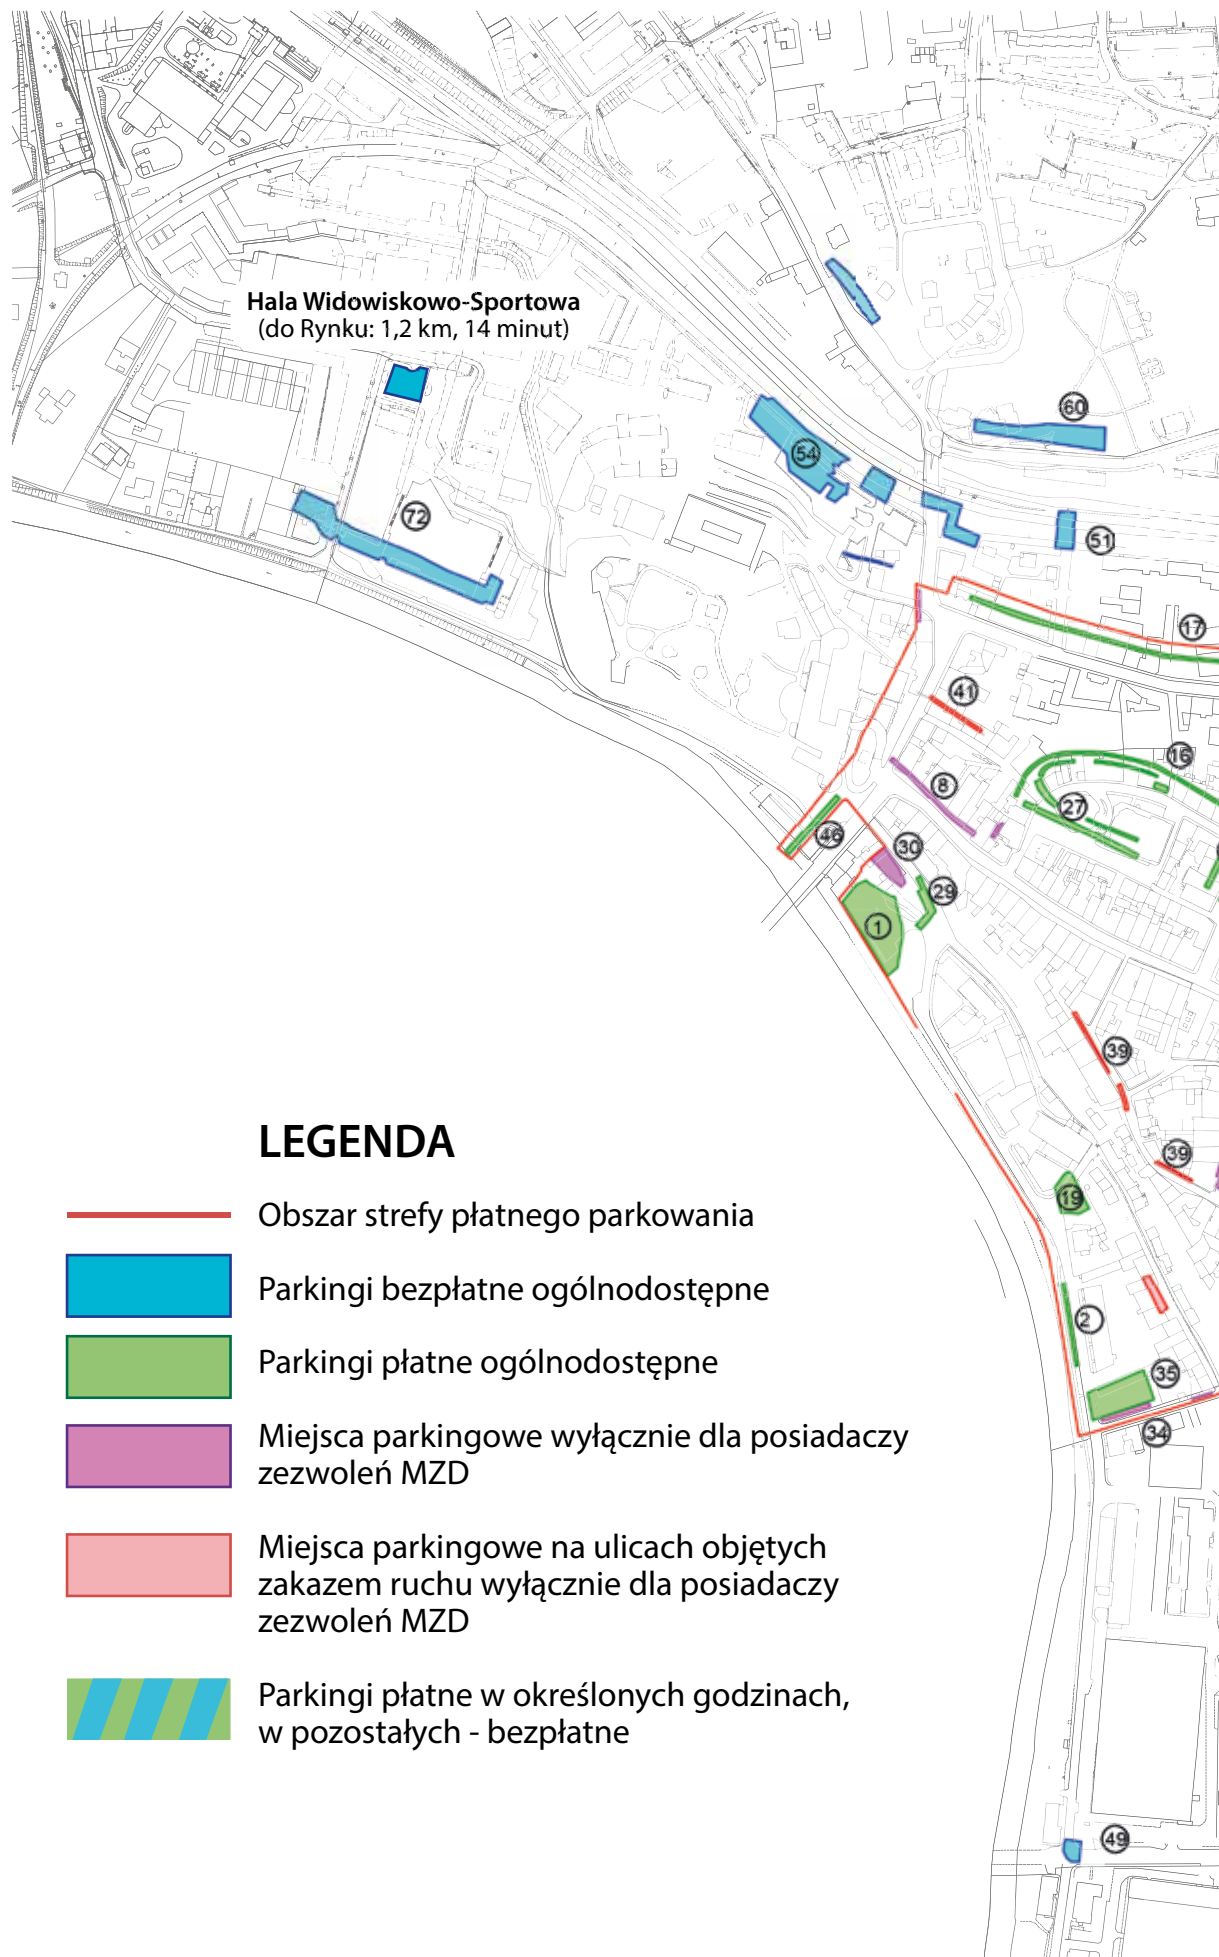 Hala Widowiskowo-Sportowa
(do Rynku: 1,2 km, 14 minut)
60
54
72
51
17
41
16
8
27
46
30
29
1
39
39
19
2
35
34
49
LEGENDA
Obszar strefy płatnego parkowania
Parkingi bezpłatne ogólnodostępne
Parkingi płatne ogólnodostępne
Miejsca parkingowe wyłącznie dla posiadaczy
zezwoleń MZD
Miejsca parkingowe na ulicach objętych
zakazem ruchu wyłącznie dla posiadaczy
zezwoleń MZD
Parkingi płatne w określonych godzinach,
w pozostałych - bezpłatne